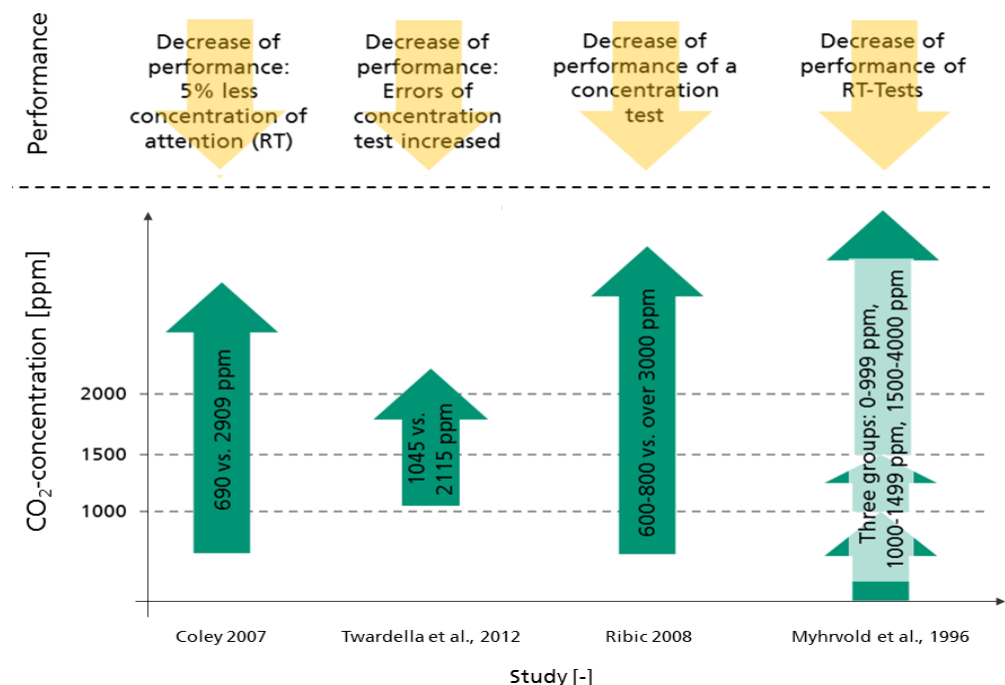 Performance
Decrease of
performance:
5% less
concentration of
attention (RT)
Decrease of
performance:
Errors of
concentration
test increased
Decrease of
performance of a
concentration
test
Decrease of
performance of
RT-Tests
CO₂-concentration [ppm]
2000
1500
1000
690 vs. 2909 ppm
1045 vs.
2115 ppm
600-800 vs. over 3000 ppm
Three groups: 0-999 ppm,
1000-1499 ppm, 1500-4000 ppm
Coley 2007
Twardella et al., 2012
Ribic 2008
Myhrvold et al., 1996
Study [-]